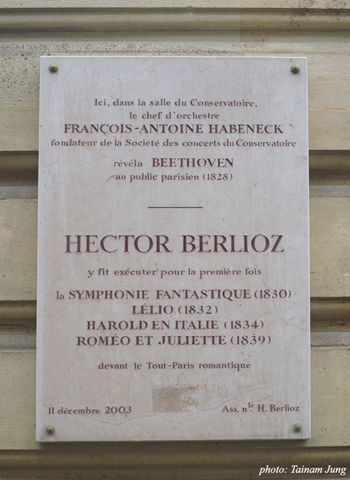 Ici, dans la salle du Conservatoire,
le chef d'orchestre
FRANÇOIS-ANTOINE HABENECK
fondateur de la Société des concerts du Conservatoire
révéla BEETHOVEN
au public parisien (1828)
HECTOR BERLIOZ
y fit exécuter pour la première fois
la SYMPHONIE FANTASTIQUE (1830)
LÉLIO (1832)
HAROLD EN ITALIE (1834)
ROMÉO ET JULIETTE (1839)
devant le Tout-Paris romantique
11 décembre 2003 Ass. nle H. Berlioz
photo: Tainam Jung